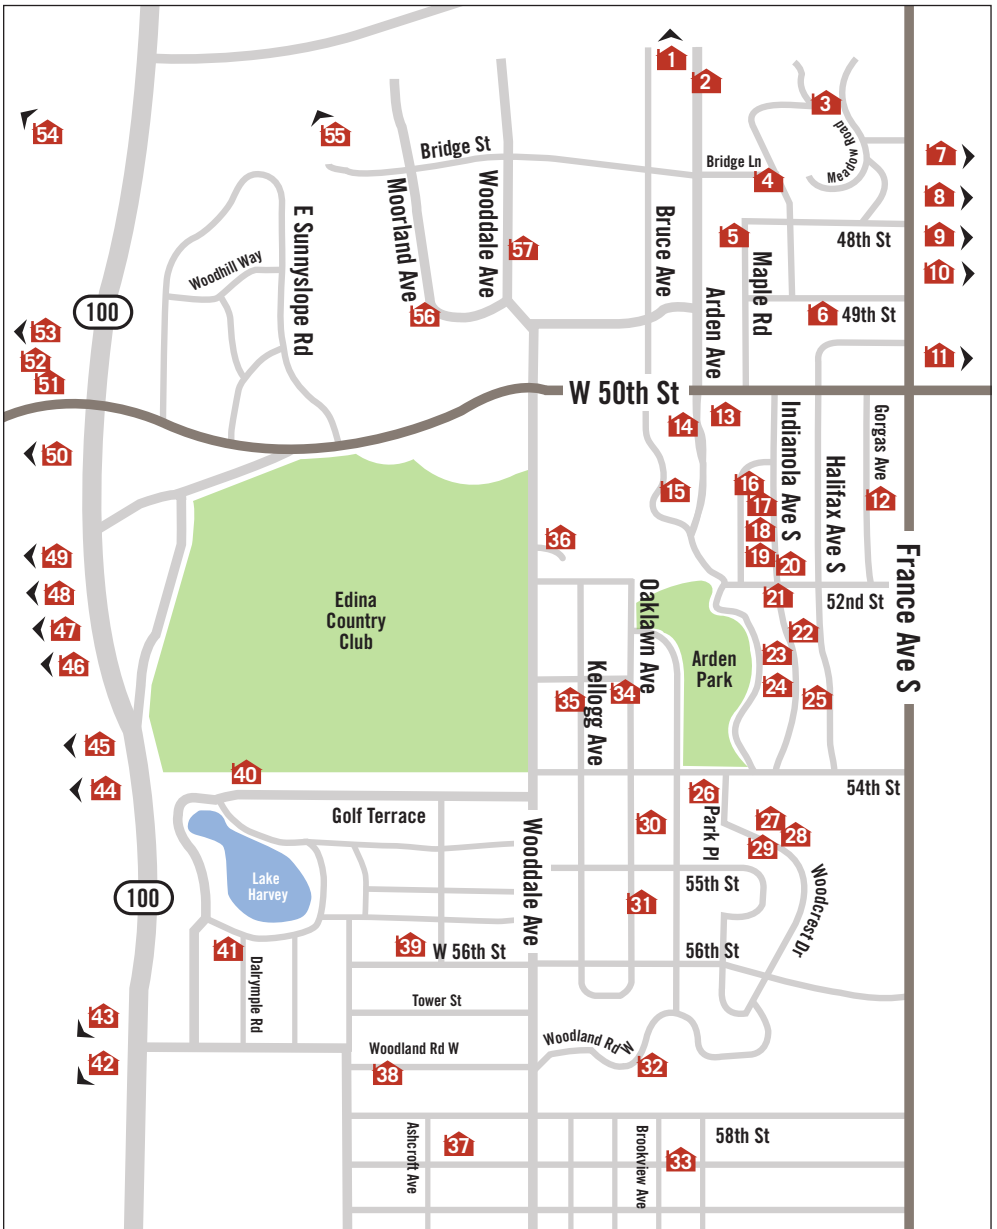 1
2
3
54
55
Meadow Road
Bridge St
7
Bridge Ln
4
8
E Sunnyslope Rd
Moorland Ave
Wooddale Ave
57
Bruce Ave
5
48th St
9
Woodhill Way
Maple Rd
10
100
56
Arden Ave
6
49th St
53
52
51
11
W 50th St
14
13
Indianola Ave S
Gorgas Ave
50
Halifax Ave S
15
16
17
12
18
36
49
19
20
France Ave S
48
Edina
Country
Club
Oaklawn Ave
21
52nd St
47
22
46
Arden
Park
23
Kellogg Ave
34
35
24
25
45
40
44
54th St
26
Golf Terrace
Park Pl
30
27
28
29
Wooddale Ave
Lake
Harvey
55th St
100
31
Woodcrest Dr
41
39
W 56th St
56th St
Dalrymple Rd
43
Tower St
42
Woodland Rd W
Woodland Rd W
38
32
Ashcroft Ave
37
Brookview Ave
58th St
33